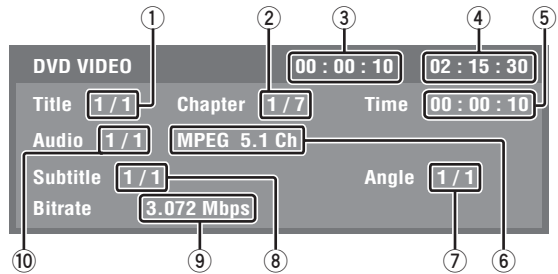 ① ② ③ ④ ⑤
DVD VIDEO 00 : 00 : 10 02 : 15 : 30
Title 1 / 1 Chapter 1 / 7 Time 00 : 00 : 10
Audio 1 / 1 MPEG 5.1 Ch
Subtitle 1 / 1 Angle 1 / 1
Bitrate 3.072 Mbps
⑩ ⑨ ⑧ ⑦ ⑥